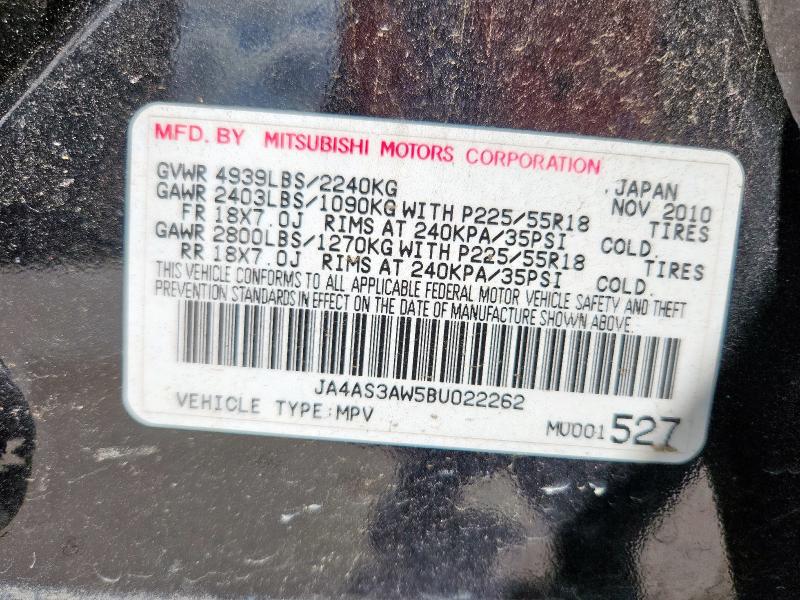 MFD. BY MITSUBISHI MOTORS CORPORATION
GVWR 4939LBS/2240KG JAPAN
GAWR 2403LBS/1090KG WITH P225/55R18 NOV 2010
FR 18X7.0J RIMS AT 240KPA/35PSI COLD. TIRES
GAWR 2800LBS/1270KG WITH P225/55R18 TIRES
RR 18X7.0J RIMS AT 240KPA/35PSI COLD.
THIS VEHICLE CONFORMS TO ALL APPLICABLE FEDERAL MOTOR VEHICLE SAFETY AND THEFT
PREVENTION STANDARDS IN EFFECT ON THE DATE OF MANUFACTURE SHOWN ABOVE.
JA4AS3AW5BU022262
VEHICLE TYPE:MPV MU001 527